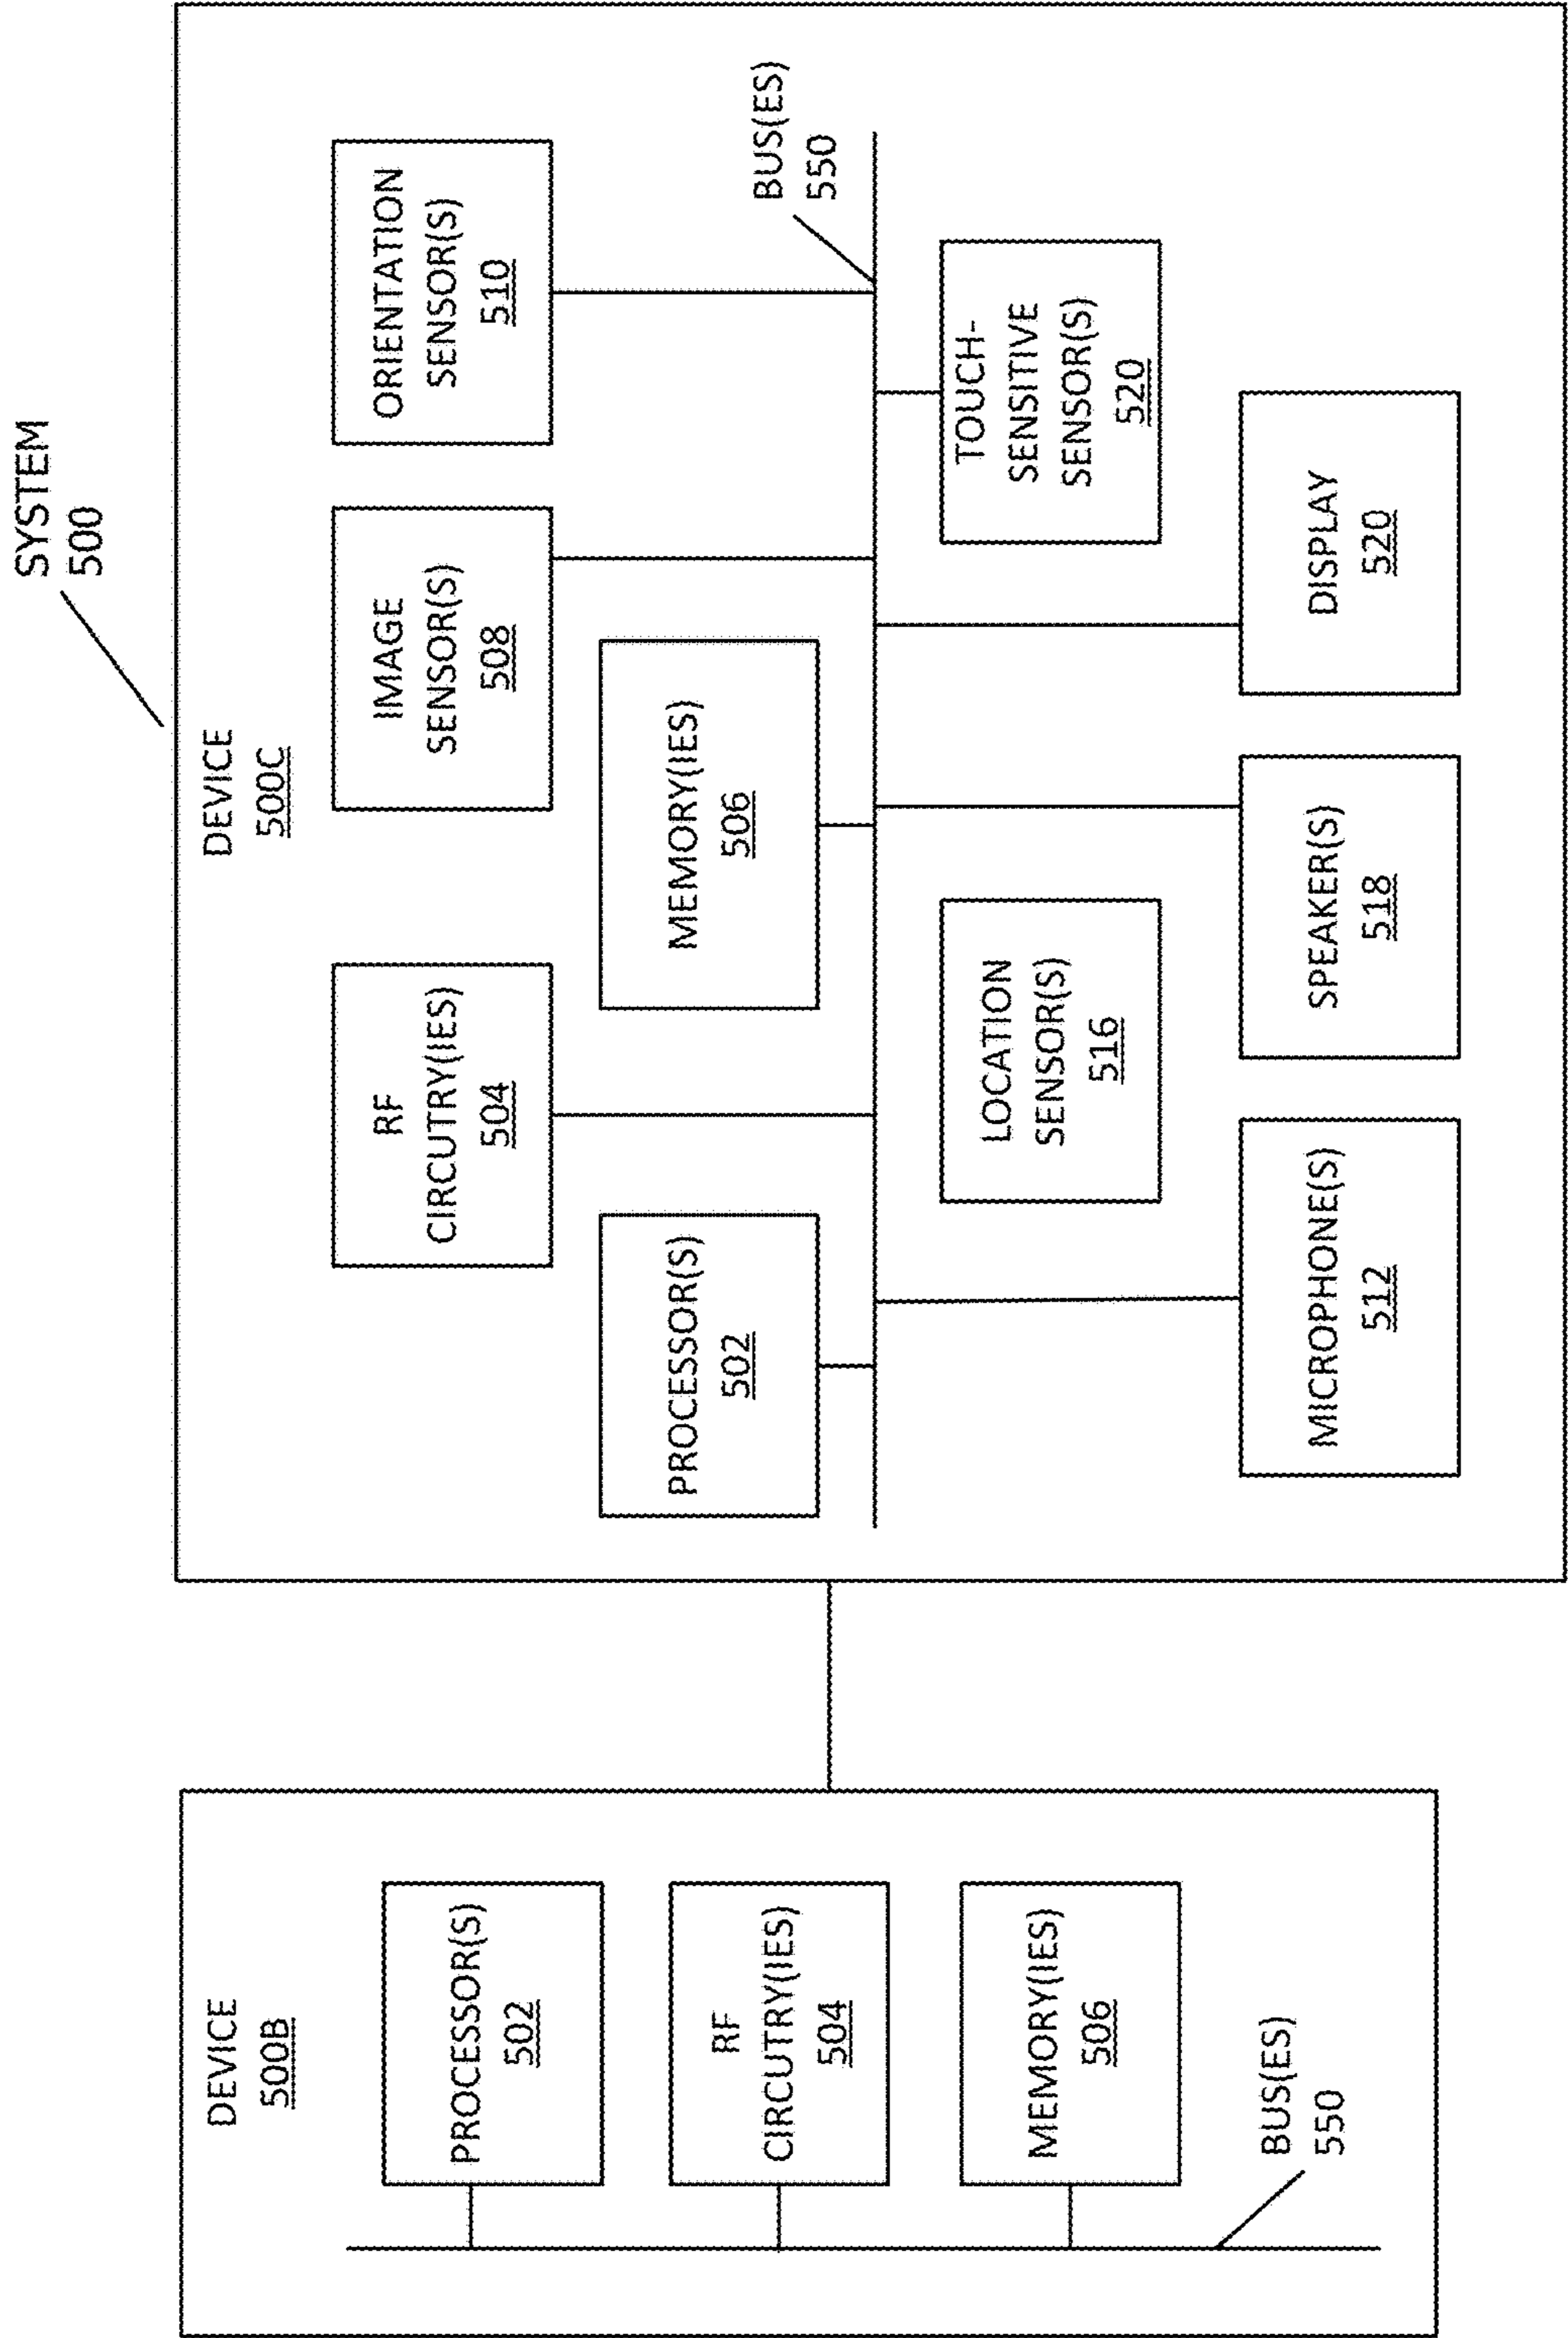 SYSTEM
500
DEVICE
500B
PROCESSOR(S)
502
RF
CIRCUTRY(IES)
504
MEMORY(IES)
506
BUS(ES)
550
DEVICE
500C
RF
CIRCUTRY(IES)
504
IMAGE
SENSOR(S)
508
ORIENTATION
SENSOR(S)
510
PROCESSOR(S)
502
MEMORY(IES)
506
BUS(ES)
550
LOCATION
SENSOR(S)
516
TOUCH-
SENSITIVE
SENSOR(S)
520
MICROPHONE(S)
512
SPEAKER(S)
518
DISPLAY
520